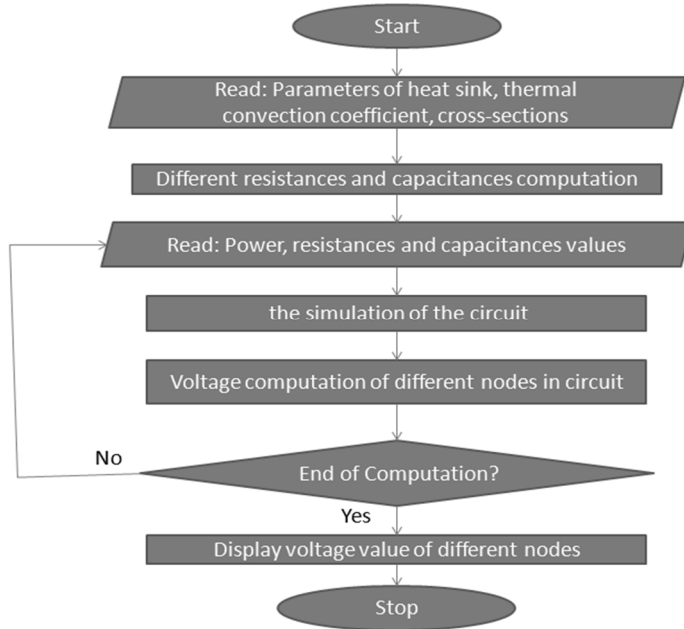 Start
Read: Parameters of heat sink, thermal
convection coefficient, cross-sections
Different resistances and capacitances computation
Read: Power, resistances and capacitances values
the simulation of the circuit
Voltage computation of different nodes in circuit
No
End of Computation?
Yes
Display voltage value of different nodes
Stop